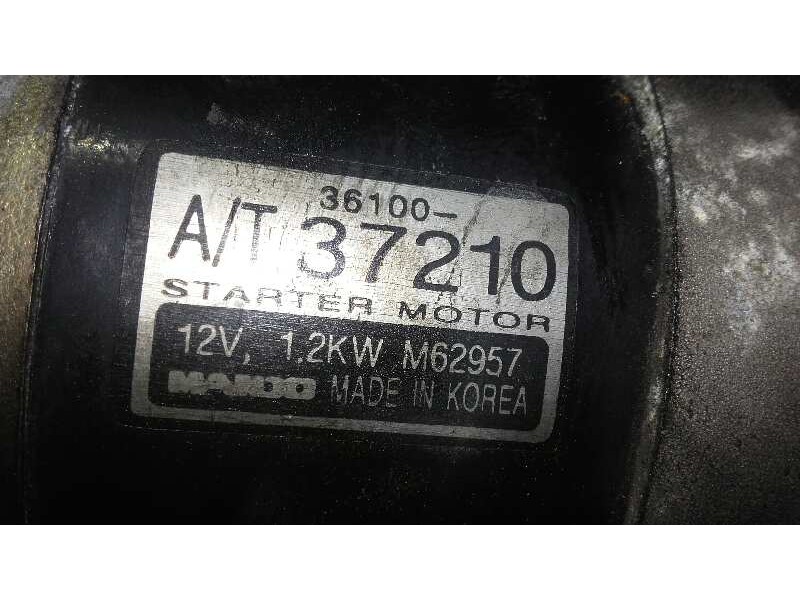 36100-
A/T 37210
STARTER MOTOR
12V, 1.2KW M62957
MANDO MADE IN KOREA